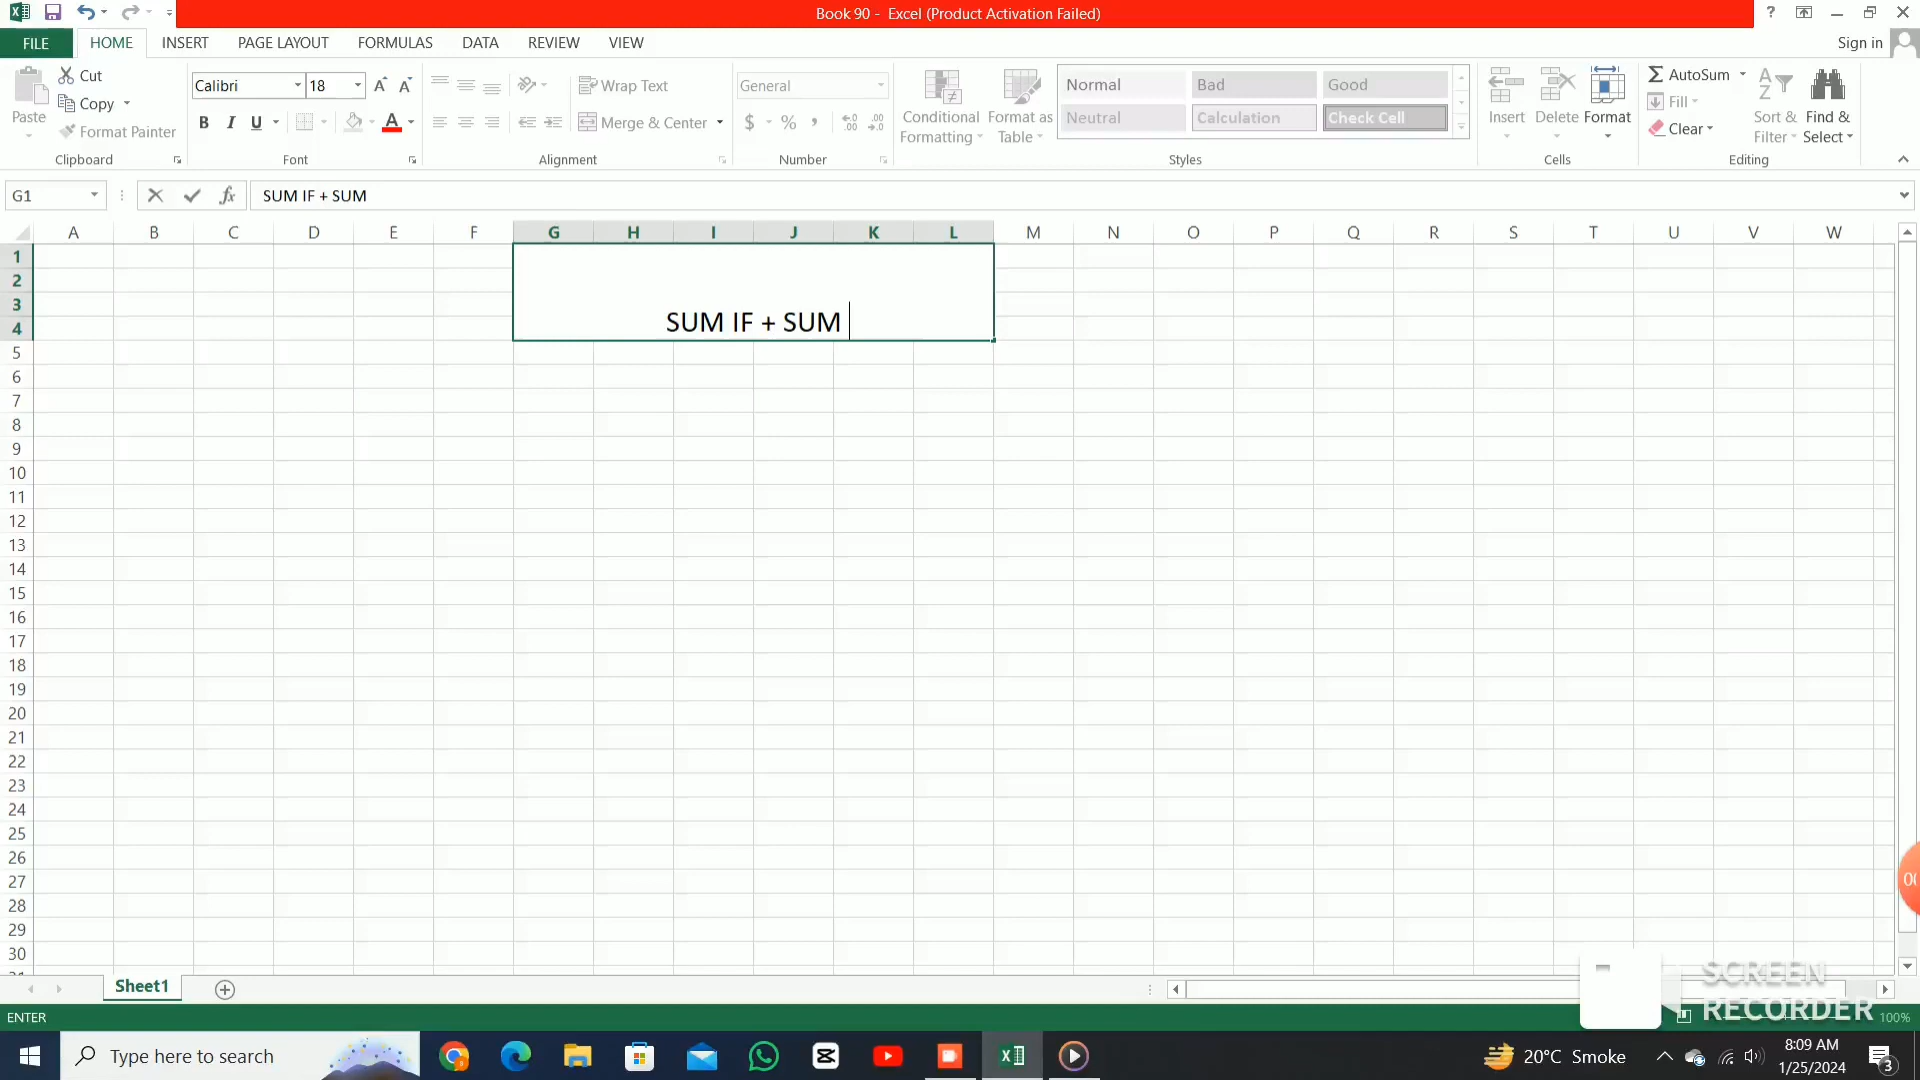 Book 90 - Excel (Product Activation Failed)
?
FILE HOME INSERT PAGE LAYOUT FORMULAS DATA REVIEW VIEW
Sign in
Paste
Cut
Copy
Format Painter
Clipboard
Calibri 18 A A
B I U A
Font
Wrap Text
Merge & Center
Alignment
General
$ % ,
Number
Conditional
Formatting
Format as
Table
Normal Bad Good
Neutral Calculation Check Cell
Styles
Insert Delete Format
Cells
AutoSum
Fill
Clear
Sort &
Filter
Find &
Select
Editing
G1
fx SUM IF + SUM
A B C D E F G H I J K L M N O P Q R S T U V W
1
2
3
4
SUM IF + SUM
5
6
7
8
9
10
11
12
13
14
15
16
17
18
19
20
21
22
23
24
25
26
27
28
29
30
Sheet1
SCREEN
RECORDER
ENTER
100%
Type here to search
20°C Smoke
8:09 AM
1/25/2024
3